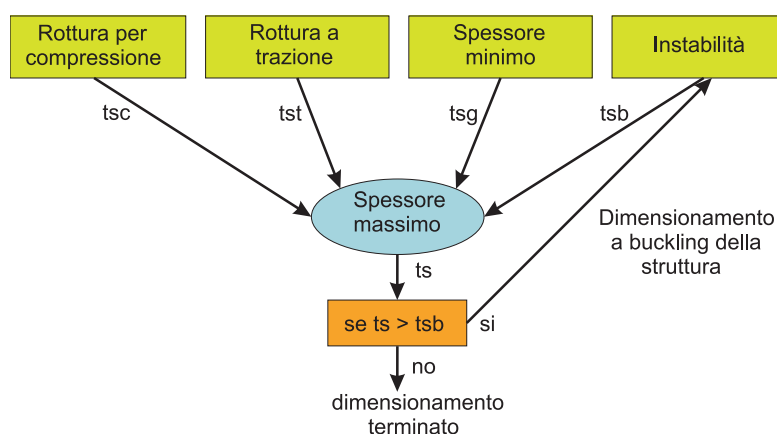 Rottura per
compressione
Rottura a
trazione
Spessore
minimo
Instabilità
tsc
tst
tsg
tsb
Spessore
massimo
Dimensionamento
a buckling della
struttura
ts
se ts > tsb
si
no
dimensionamento
terminato